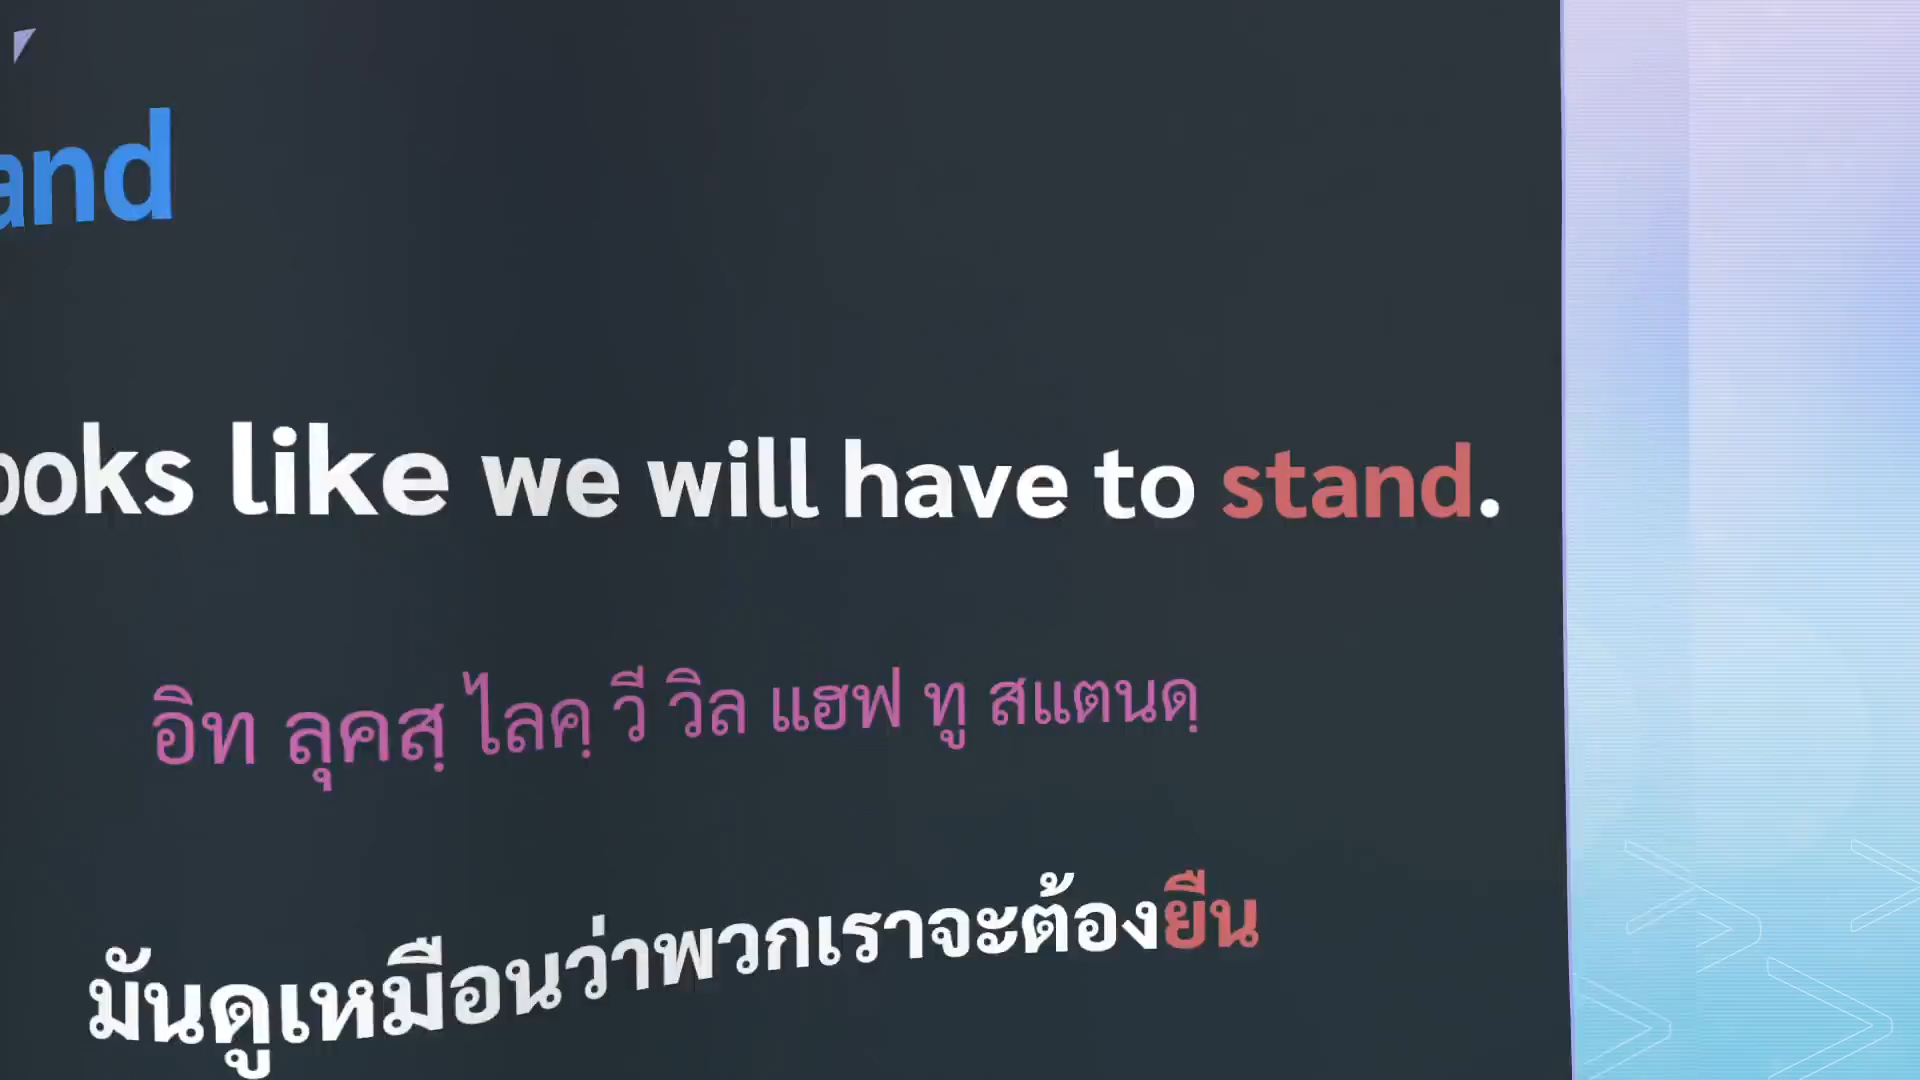 and
ooks like we will have to stand.
อิท ลุคสฺ ไลคฺ วี วิล แฮฟ ทู สแตนดฺ
มันดูเหมือนว่าพวกเราจะต้องยืน